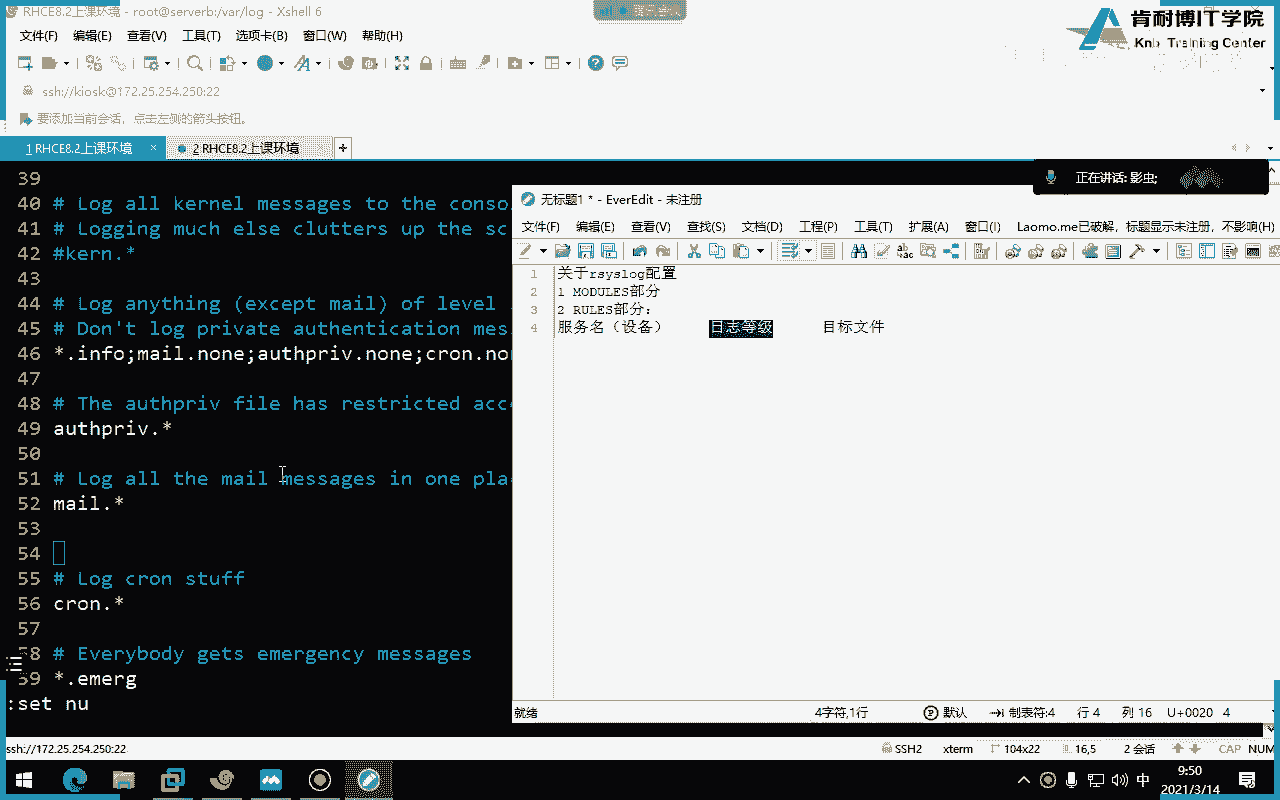 RHCE8.2上课环境 - root@serverb:/var/log - Xshell 6
肯耐博IT学院
Knb Training Center
文件(F) 编辑(E) 查看(V) 工具(T) 选项卡(B) 窗口(W) 帮助(H)
ssh://kiosk@172.25.254.250:22
要添加当前会话，点击左侧的箭头按钮。
1 RHCE8.2上课环境 × 2 RHCE8.2上课环境 +
正在讲话: 影虫;
39
40 # Log all kernel messages to the conso
41 # Logging much else clutters up the sc
42 #kern.*
43
44 # Log anything (except mail) of level
45 # Don't log private authentication mes
46 *.info;mail.none;authpriv.none;cron.no
47
48 # The authpriv file has restricted acc
49 authpriv.*
50
51 # Log all the mail messages in one pla
52 mail.*
53
54
55 # Log cron stuff
56 cron.*
57
58 # Everybody gets emergency messages
59 *.emerg
:set nu
无标题1 * - EverEdit - 未注册
文件(F) 编辑(E) 查看(V) 查找(S) 文档(D) 工程(P) 工具(T) 扩展(A) 窗口(I) Laomo.me已破解，标题显示未注册，不影响(H)
1 关于rsyslog配置
2 1 MODULES部分
3 2 RULES部分:
4 服务名（设备） 日志等级 目标文件
就绪 4字符,1行 默认 制表符:4 行 4 列 16 U+0020 4
ssh://172.25.254.250:22 SSH2 xterm 104x22 16,5 2 会话 CAP NUM
中 9:50
2021/3/14